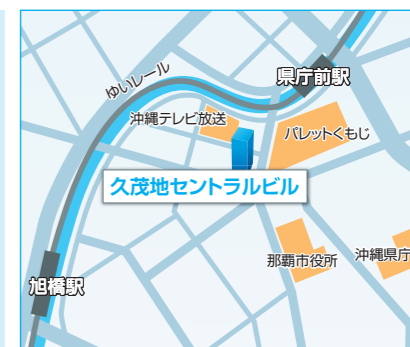 県庁前駅
ゆいレール
沖縄テレビ放送
パレットくもじ
久茂地セントラルビル
那覇市役所
沖縄県庁
旭橋駅